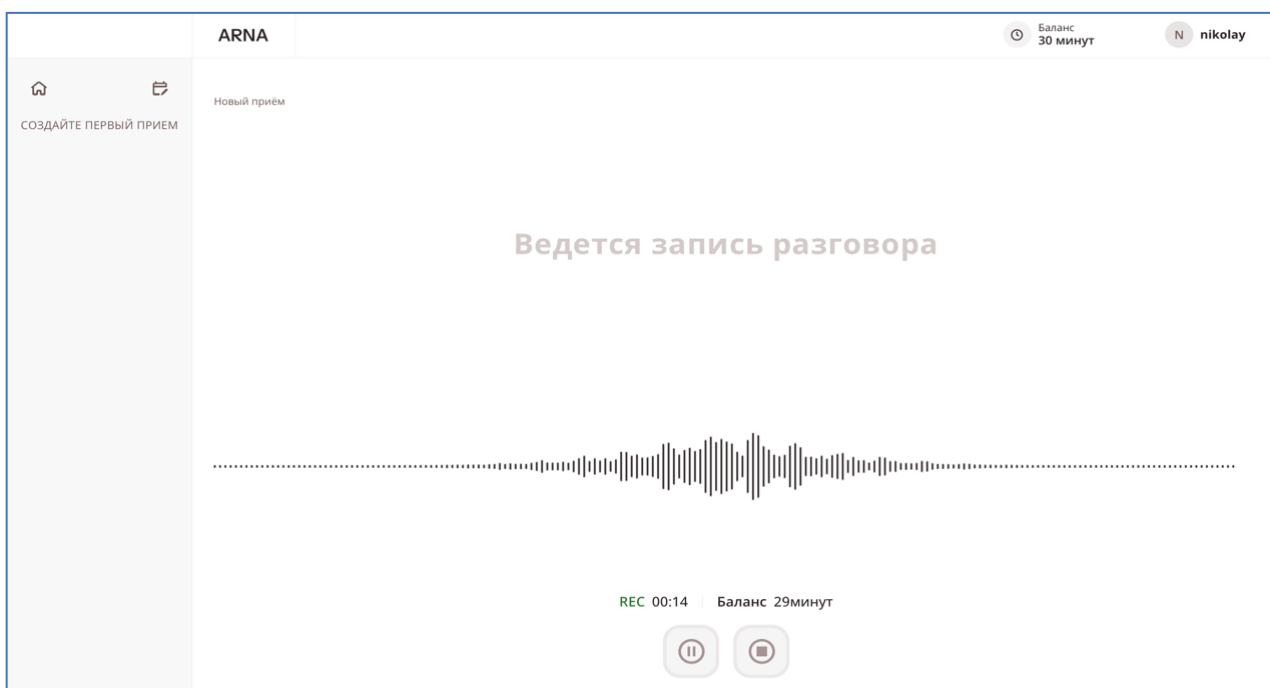 ARNA
Баланс
30 минут
N nikolay
СОЗДАЙТЕ ПЕРВЫЙ ПРИЕМ
Новый приём
Ведется запись разговора
REC 00:14 Баланс 29минут